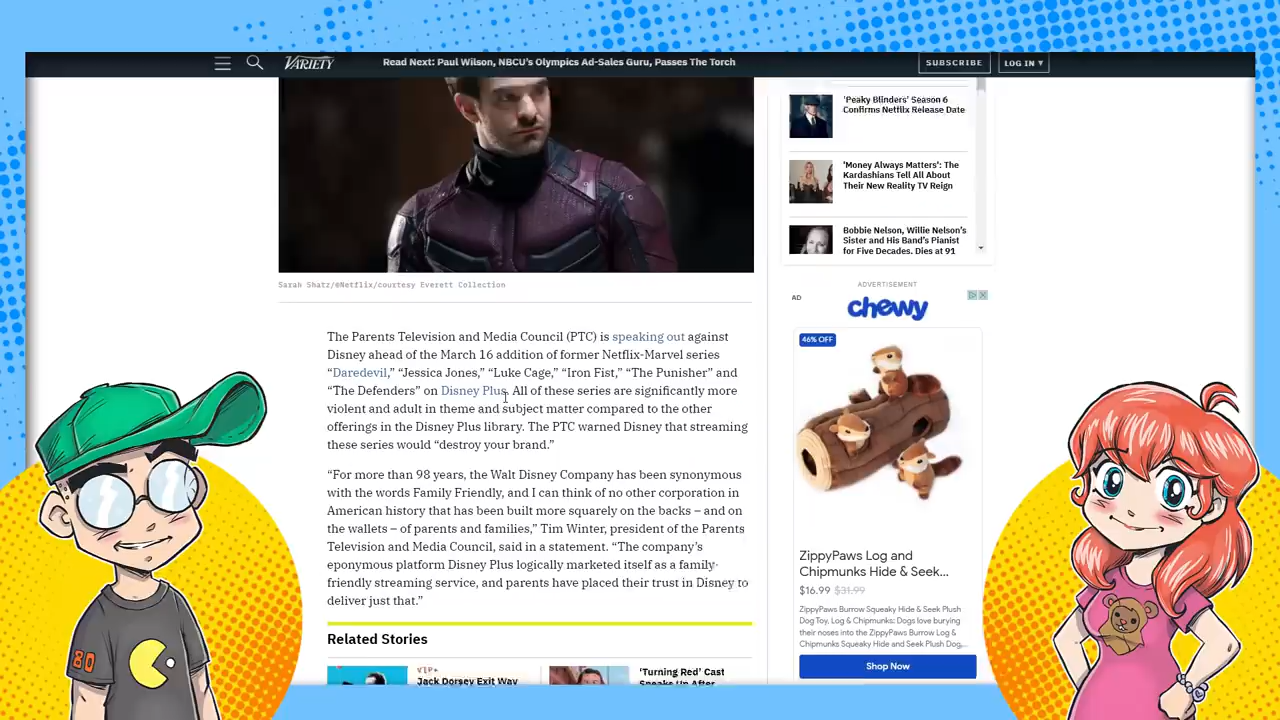 VARIETY
Read Next: Paul Wilson, NBCU's Olympics Ad-Sales Guru, Passes The Torch
SUBSCRIBE
LOG IN ▾
Sarah Shatz/©Netflix/courtesy Everett Collection
The Parents Television and Media Council (PTC) is speaking out against
Disney ahead of the March 16 addition of former Netflix-Marvel series
“Daredevil,” “Jessica Jones,” “Luke Cage,” “Iron Fist,” “The Punisher” and
“The Defenders” on Disney Plus. All of these series are significantly more
violent and adult in theme and subject matter compared to the other
offerings in the Disney Plus library. The PTC warned Disney that streaming
these series would “destroy your brand.”
“For more than 98 years, the Walt Disney Company has been synonymous
with the words Family Friendly, and I can think of no other corporation in
American history that has been built more squarely on the backs – and on
the wallets – of parents and families,” Tim Winter, president of the Parents
Television and Media Council, said in a statement. “The company’s
eponymous platform Disney Plus logically marketed itself as a family-
friendly streaming service, and parents have placed their trust in Disney to
deliver just that.”
Related Stories
VIP+
Jack Dorsey Exit Way
'Turning Red' Cast
Speaks Up After
'Peaky Blinders' Season 6
Confirms Netflix Release Date
'Money Always Matters': The
Kardashians Tell All About
Their New Reality TV Reign
Bobbie Nelson, Willie Nelson's
Sister and His Band's Pianist
for Five Decades, Dies at 91
ADVERTISEMENT
AD
chewy
46% OFF
ZippyPaws Log and
Chipmunks Hide & Seek...
$16.99 $31.99
ZippyPaws Burrow Squeaky Hide & Seek Plush
Dog Toy, Log & Chipmunks: Dogs love burying
their noses into the ZippyPaws Burrow Log &
Chipmunks Squeaky Hide and Seek Plush Dog,...
Shop Now
80